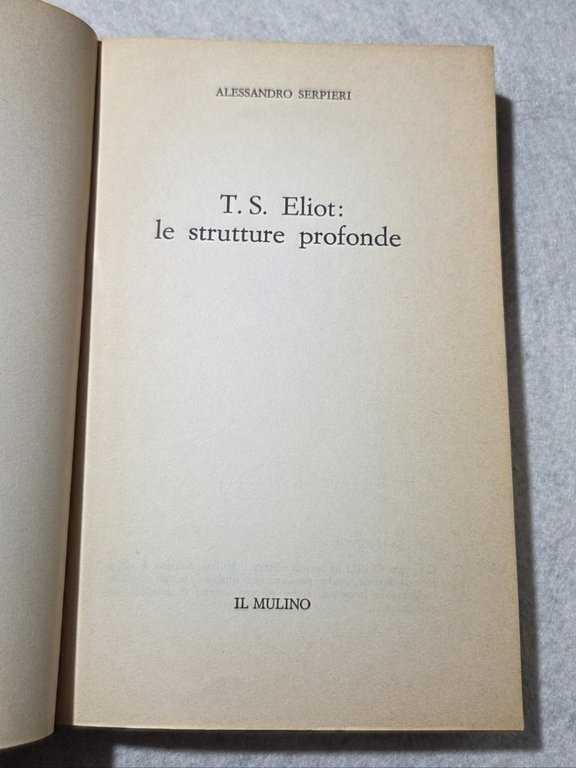 ALESSANDRO SERPIERI
T. S. Eliot:
le strutture profonde
IL MULINO